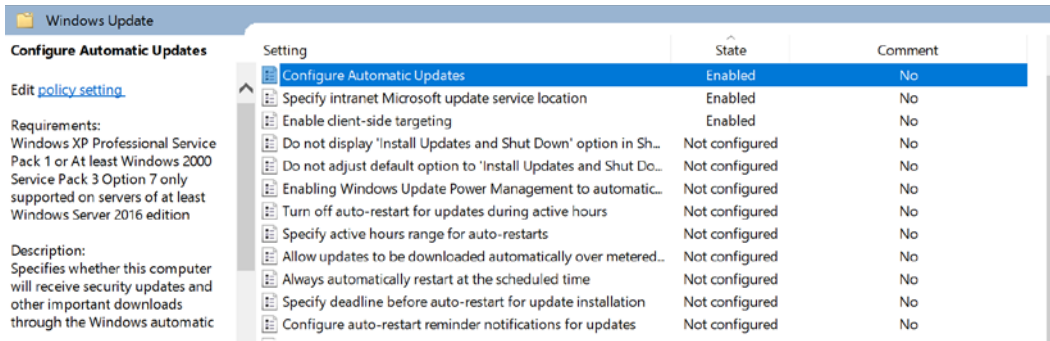 Windows Update
Configure Automatic Updates
Edit policy setting
Requirements:
Windows XP Professional Service
Pack 1 or At least Windows 2000
Service Pack 3 Option 7 only
supported on servers of at least
Windows Server 2016 edition
Description:
Specifies whether this computer
will receive security updates and
other important downloads
through the Windows automatic
Setting State Comment
Configure Automatic Updates Enabled No
Specify intranet Microsoft update service location Enabled No
Enable client-side targeting Enabled No
Do not display 'Install Updates and Shut Down' option in Sh... Not configured No
Do not adjust default option to 'Install Updates and Shut Do... Not configured No
Enabling Windows Update Power Management to automatic... Not configured No
Turn off auto-restart for updates during active hours Not configured No
Specify active hours range for auto-restarts Not configured No
Allow updates to be downloaded automatically over metered... Not configured No
Always automatically restart at the scheduled time Not configured No
Specify deadline before auto-restart for update installation Not configured No
Configure auto-restart reminder notifications for updates Not configured No